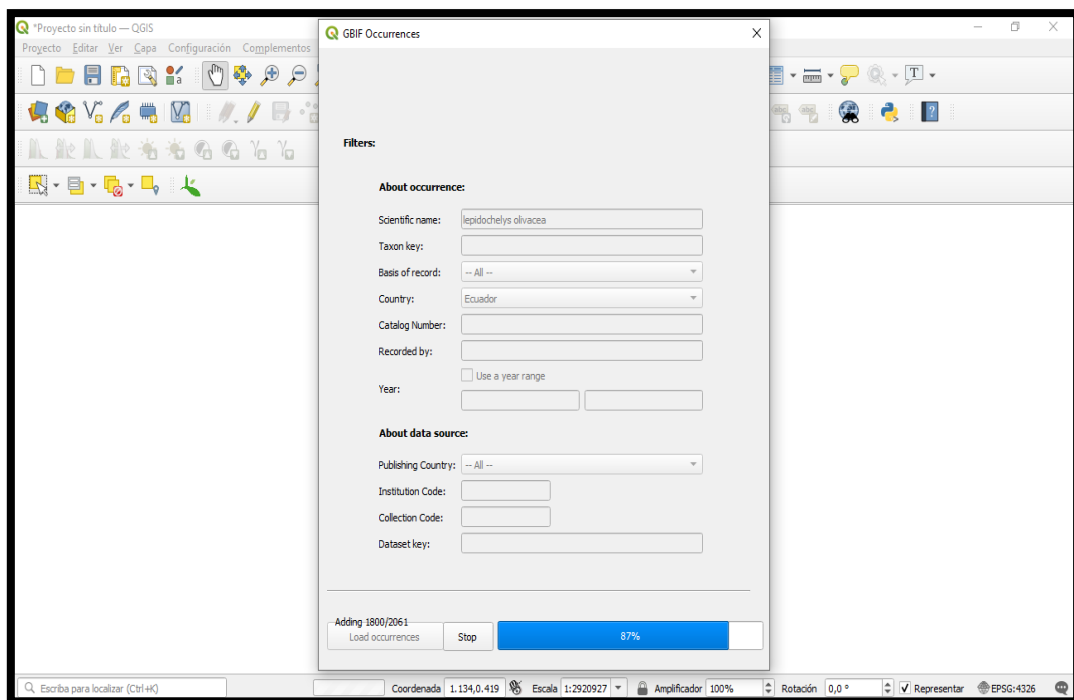 *Proyecto sin título — QGIS
Proyecto Editar Ver Capa Configuración Complementos
GBIF Occurrences
Filters:
About occurrence:
Scientific name: lepidochelys olivacea
Taxon key:
Basis of record: -- All --
Country: Ecuador
Catalog Number:
Recorded by:
Use a year range
Year:
About data source:
Publishing Country: -- All --
Institution Code:
Collection Code:
Dataset key:
Adding 1800/2061
Load occurrences Stop 87%
Escriba para localizar (Ctrl+K) Coordenada 1.134,0.419 Escala 1:2920927 Amplificador 100% Rotación 0,0 ° Representar EPSG:4326